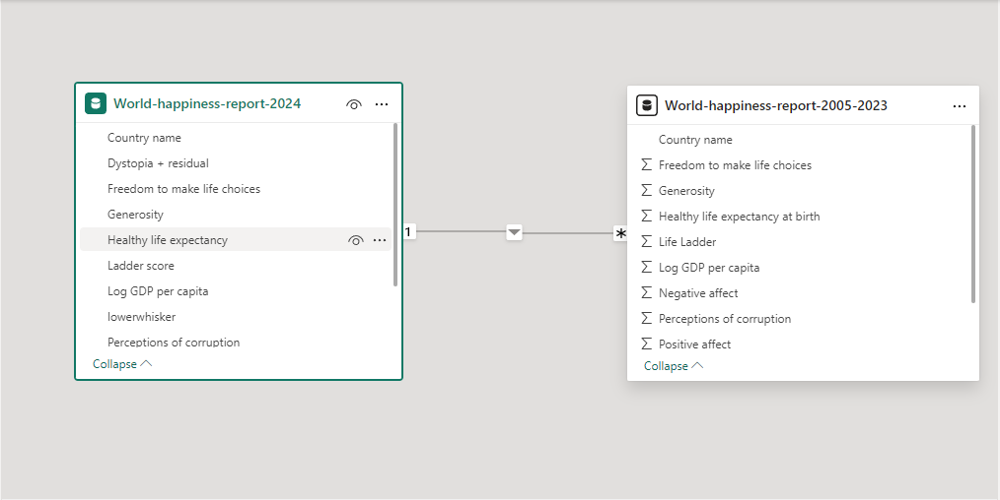 World-happiness-report-2024
Country name
Dystopia + residual
Freedom to make life choices
Generosity
Healthy life expectancy
Ladder score
Log GDP per capita
lowerwhisker
Perceptions of corruption
Collapse
1
*
World-happiness-report-2005-2023
Country name
∑ Freedom to make life choices
∑ Generosity
∑ Healthy life expectancy at birth
∑ Life Ladder
∑ Log GDP per capita
∑ Negative affect
∑ Perceptions of corruption
∑ Positive affect
Collapse